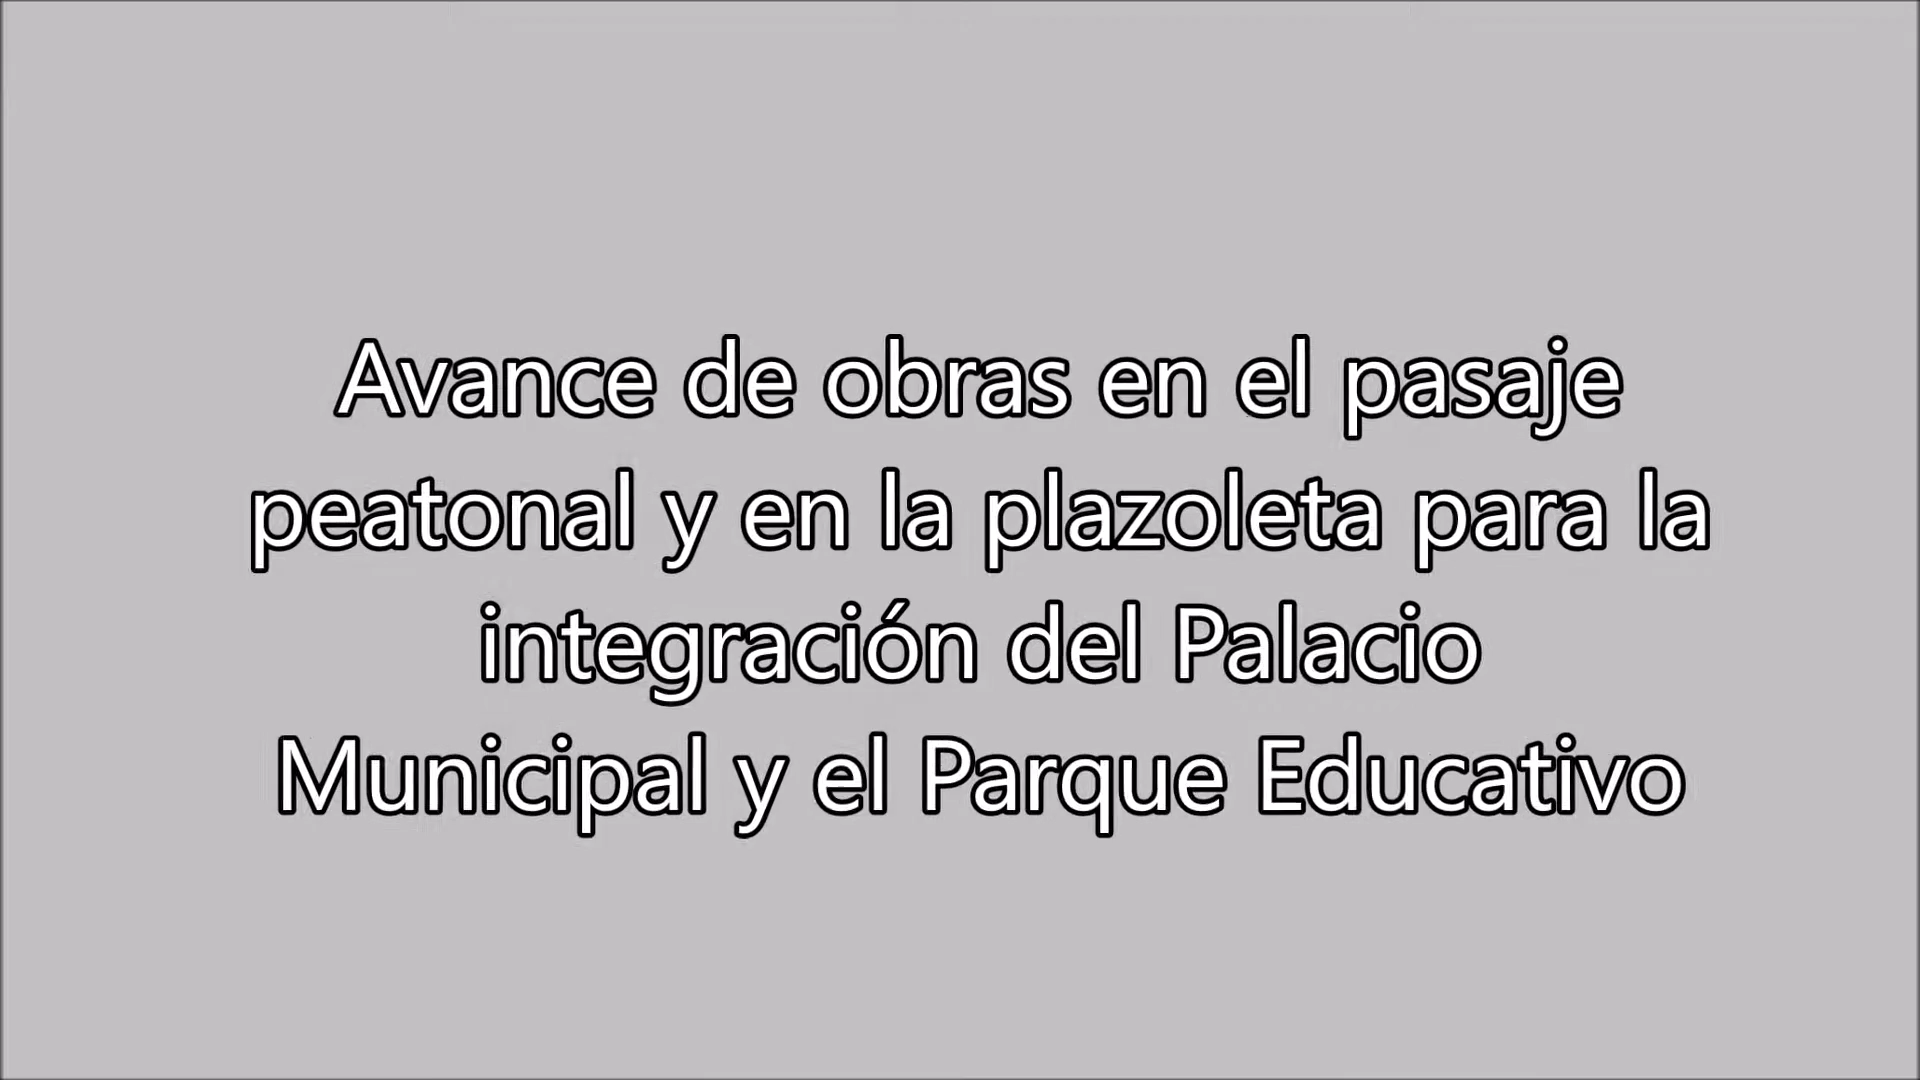 Avance de obras en el pasaje
peatonal y en la plazoleta para la
integración del Palacio
Municipal y el Parque Educativo